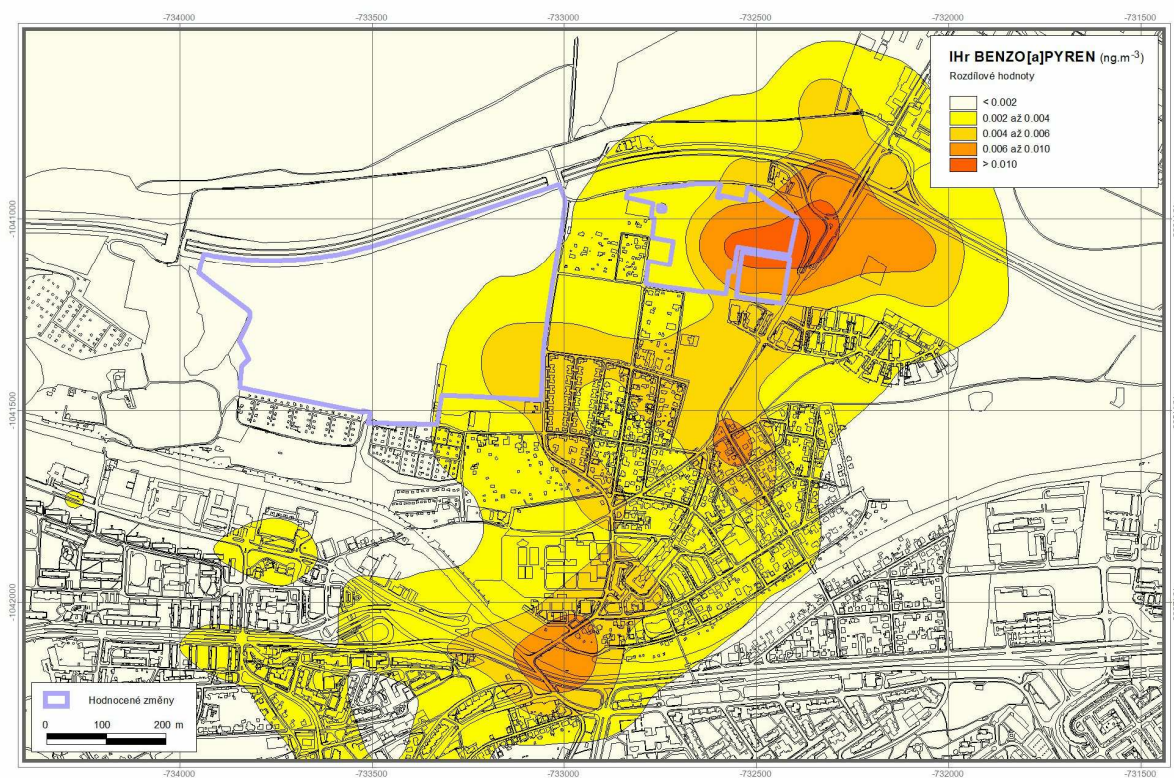 -734000 -733500 -733000 -732500 -732000 -731500
IHr BENZO[a]PYREN (ng.m⁻³)
Rozdílové hodnoty
< 0.002
0.002 až 0.004
0.004 až 0.006
0.006 až 0.010
> 0.010
-1041000
-1041500
-1042000
Hodnocené změny
0 100 200 m
-734000 -733500 -733000 -732500 -732000 -731500